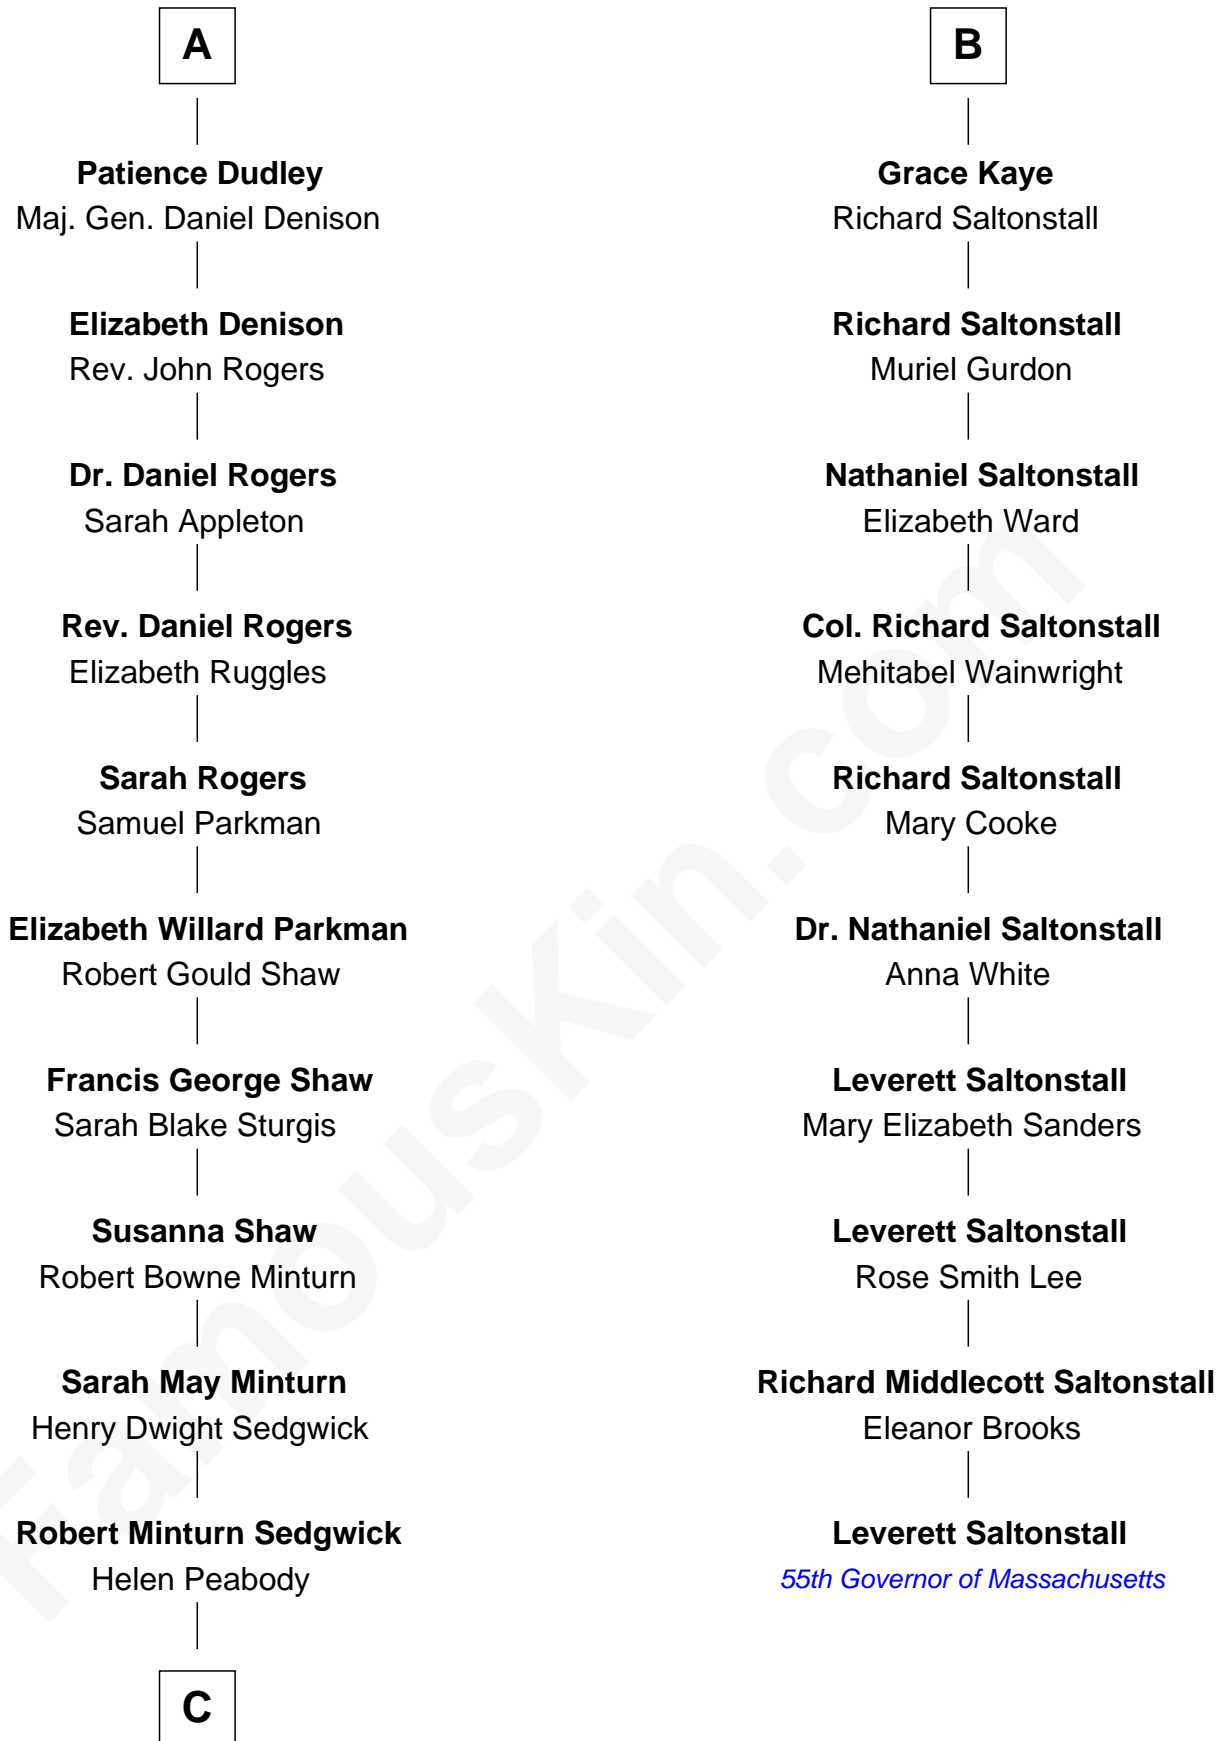 A
Patience Dudley
Maj. Gen. Daniel Denison
Elizabeth Denison
Rev. John Rogers
Dr. Daniel Rogers
Sarah Appleton
Rev. Daniel Rogers
Elizabeth Ruggles
Sarah Rogers
Samuel Parkman
Elizabeth Willard Parkman
Robert Gould Shaw
Francis George Shaw
Sarah Blake Sturgis
Susanna Shaw
Robert Bowne Minturn
Sarah May Minturn
Henry Dwight Sedgwick
Robert Minturn Sedgwick
Helen Peabody
C
B
Grace Kaye
Richard Saltonstall
Richard Saltonstall
Muriel Gurdon
Nathaniel Saltonstall
Elizabeth Ward
Col. Richard Saltonstall
Mehitabel Wainwright
Richard Saltonstall
Mary Cooke
Dr. Nathaniel Saltonstall
Anna White
Leverett Saltonstall
Mary Elizabeth Sanders
Leverett Saltonstall
Rose Smith Lee
Richard Middlecott Saltonstall
Eleanor Brooks
Leverett Saltonstall
55th Governor of Massachusetts
FamousKin.com